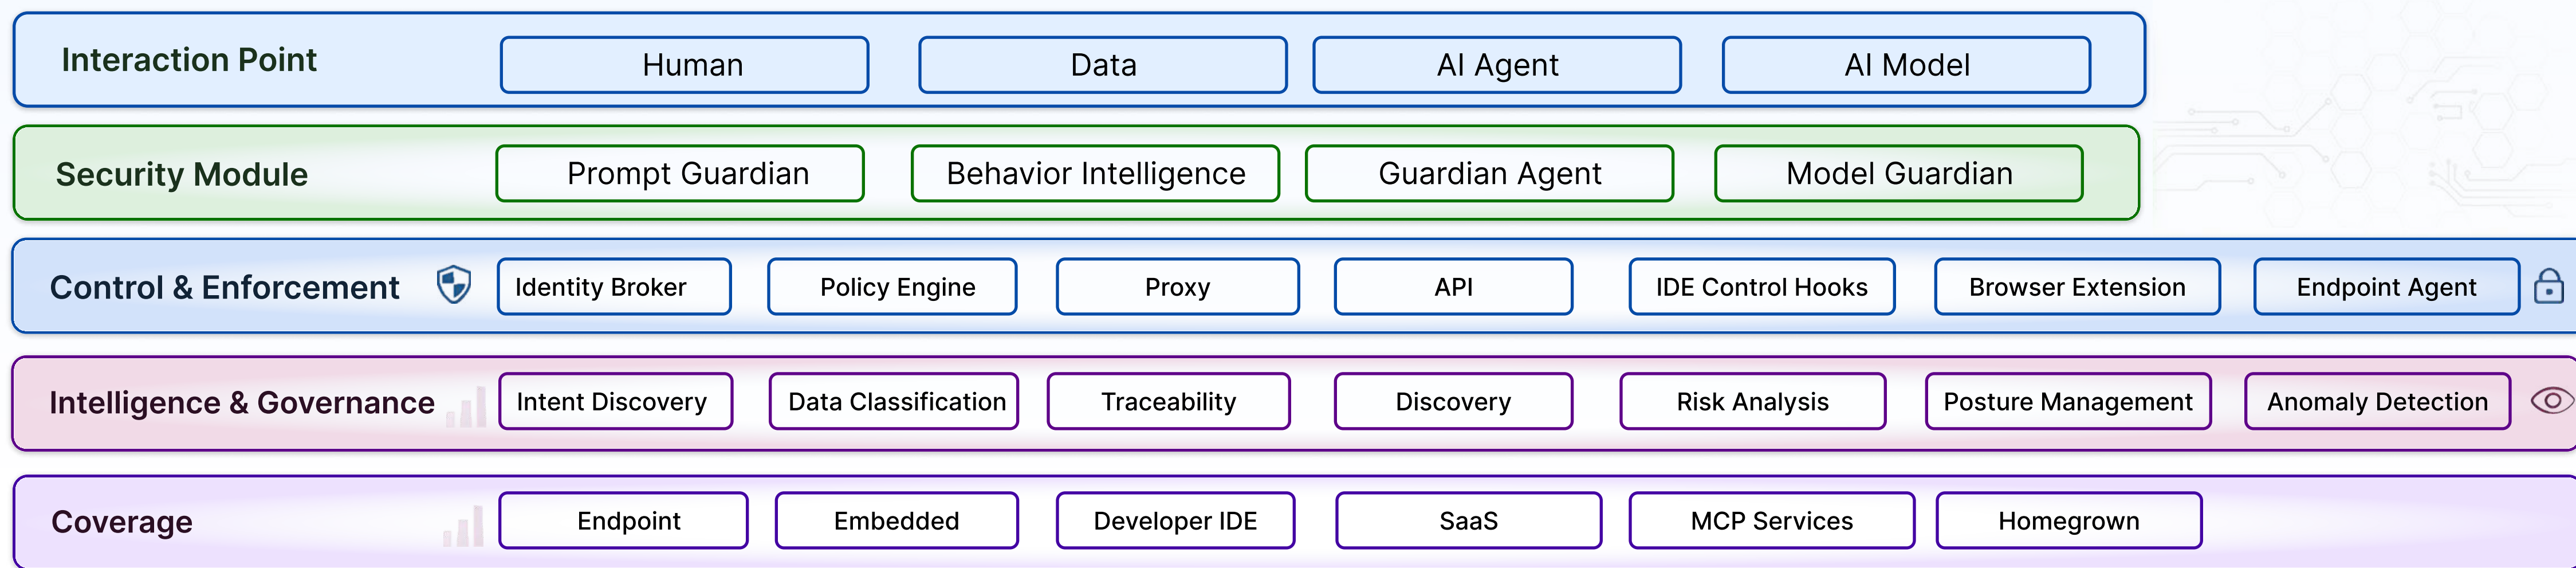 Interaction Point Human Data AI Agent AI Model
Security Module Prompt Guardian Behavior Intelligence Guardian Agent Model Guardian
Control & Enforcement Identity Broker Policy Engine Proxy API IDE Control Hooks Browser Extension Endpoint Agent
Intelligence & Governance Intent Discovery Data Classification Traceability Discovery Risk Analysis Posture Management Anomaly Detection
Coverage Endpoint Embedded Developer IDE SaaS MCP Services Homegrown